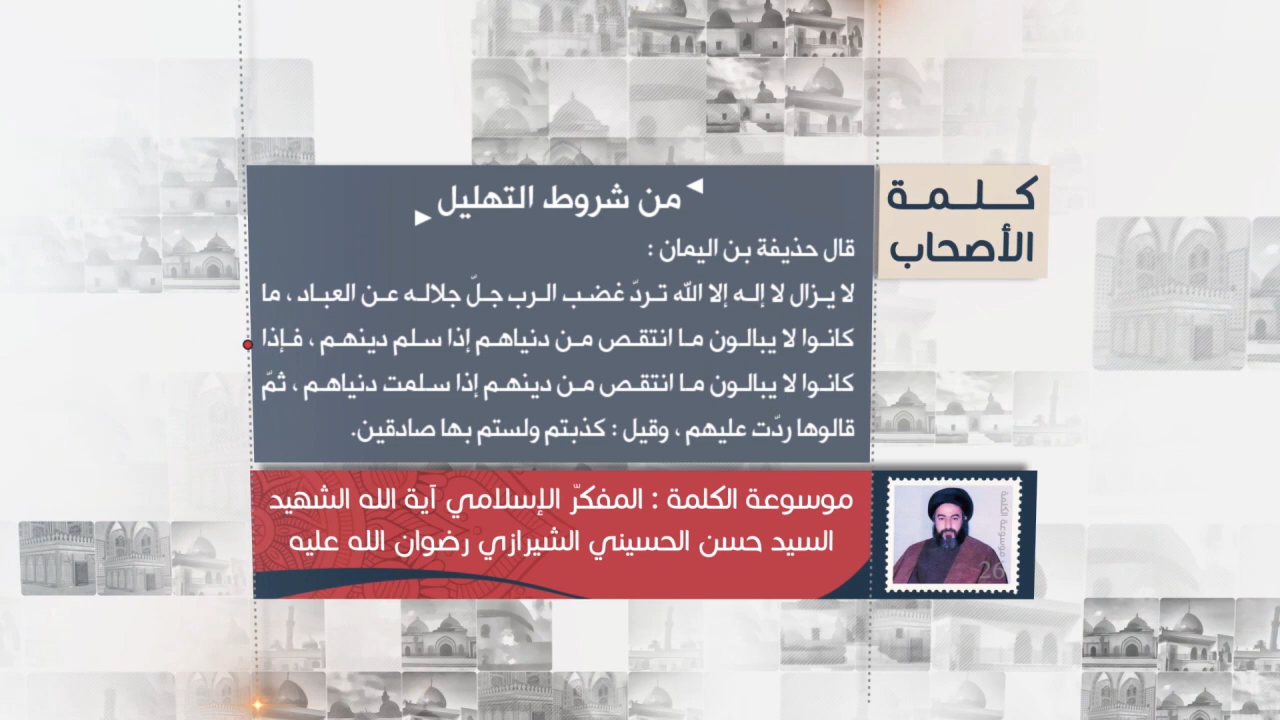 كلمة
الأصحاب
من شروط التهليل
قال حذيفة بن اليمان :
لا يزال لا إله إلا الله تردّ غضب الرب جلّ جلاله عن العباد ، ما
كانوا لا يبالون ما انتقص من دنياهم إذا سلم دينهم ، فإذا
كانوا لا يبالون ما انتقص من دينهم إذا سلمت دنياهم ، ثمّ
قالوها ردّت عليهم ، وقيل : كذبتم ولستم بها صادقين.
موسوعة الكلمة : المفكرّ الإسلامي آية الله الشهيد
السيد حسن الحسيني الشيرازي رضوان الله عليه
موسوعة الكلمة
26